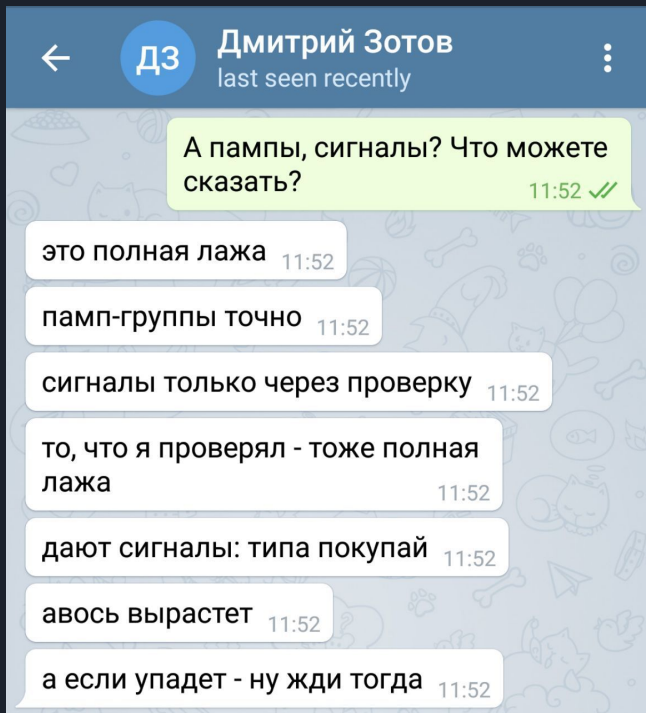 ДЗ
Дмитрий Зотов
last seen recently
А пампы, сигналы? Что можете
сказать?
11:52
это полная лажа 11:52
памп-группы точно 11:52
сигналы только через проверку 11:52
то, что я проверял - тоже полная
лажа 11:52
дают сигналы: типа покупай 11:52
авось вырастет 11:52
а если упадет - ну жди тогда 11:52